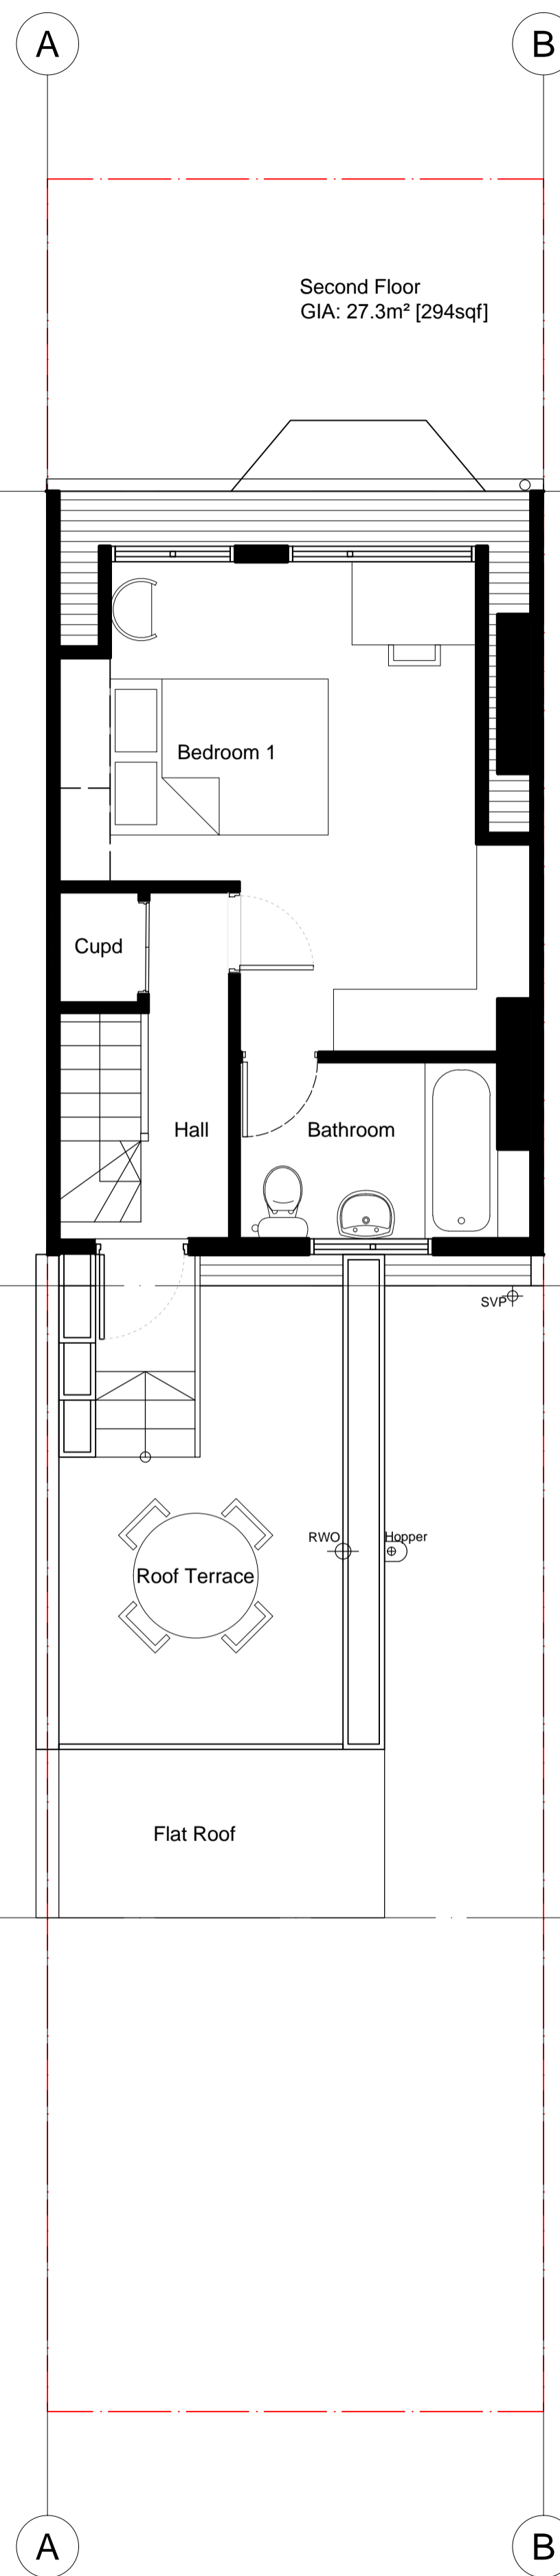 A
B
Second Floor
GIA: 27.3m² [294sqf]
Bedroom 1
Cupd
Hall
Bathroom
SVP
RWO
Hopper
Roof Terrace
Flat Roof
A
B